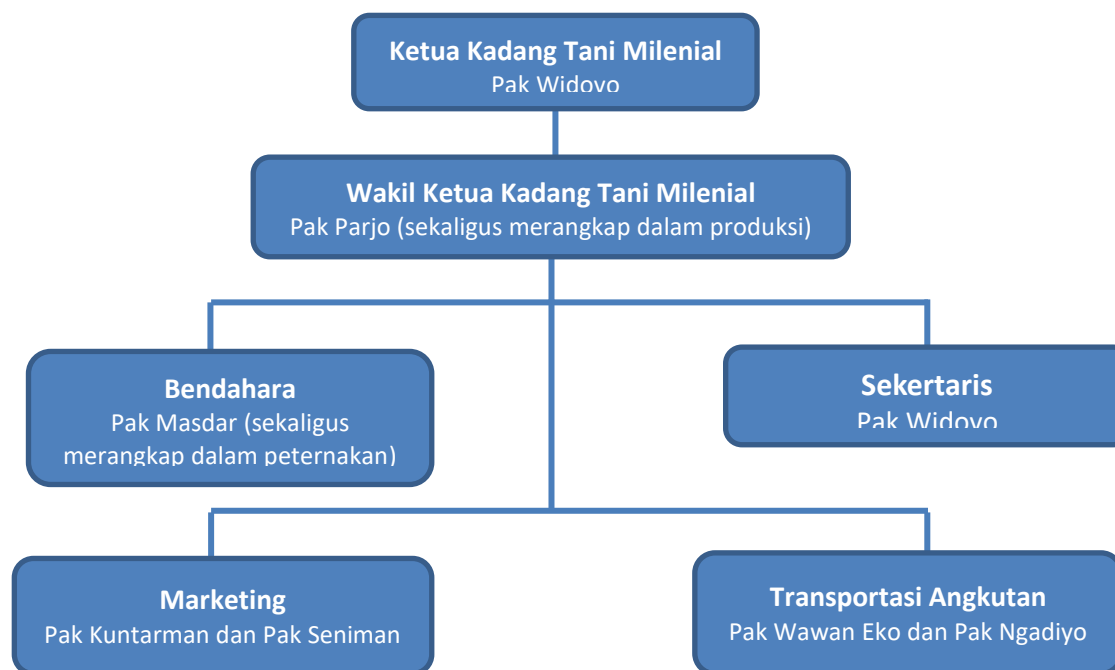 Ketua Kadang Tani Milenial
Pak Widoyo
Wakil Ketua Kadang Tani Milenial
Pak Parjo (sekaligus merangkap dalam produksi)
Bendahara
Pak Masdar (sekaligus
merangkap dalam peternakan)
Sekertaris
Pak Widoyo
Marketing
Pak Kuntarman dan Pak Seniman
Transportasi Angkutan
Pak Wawan Eko dan Pak Ngadiyo